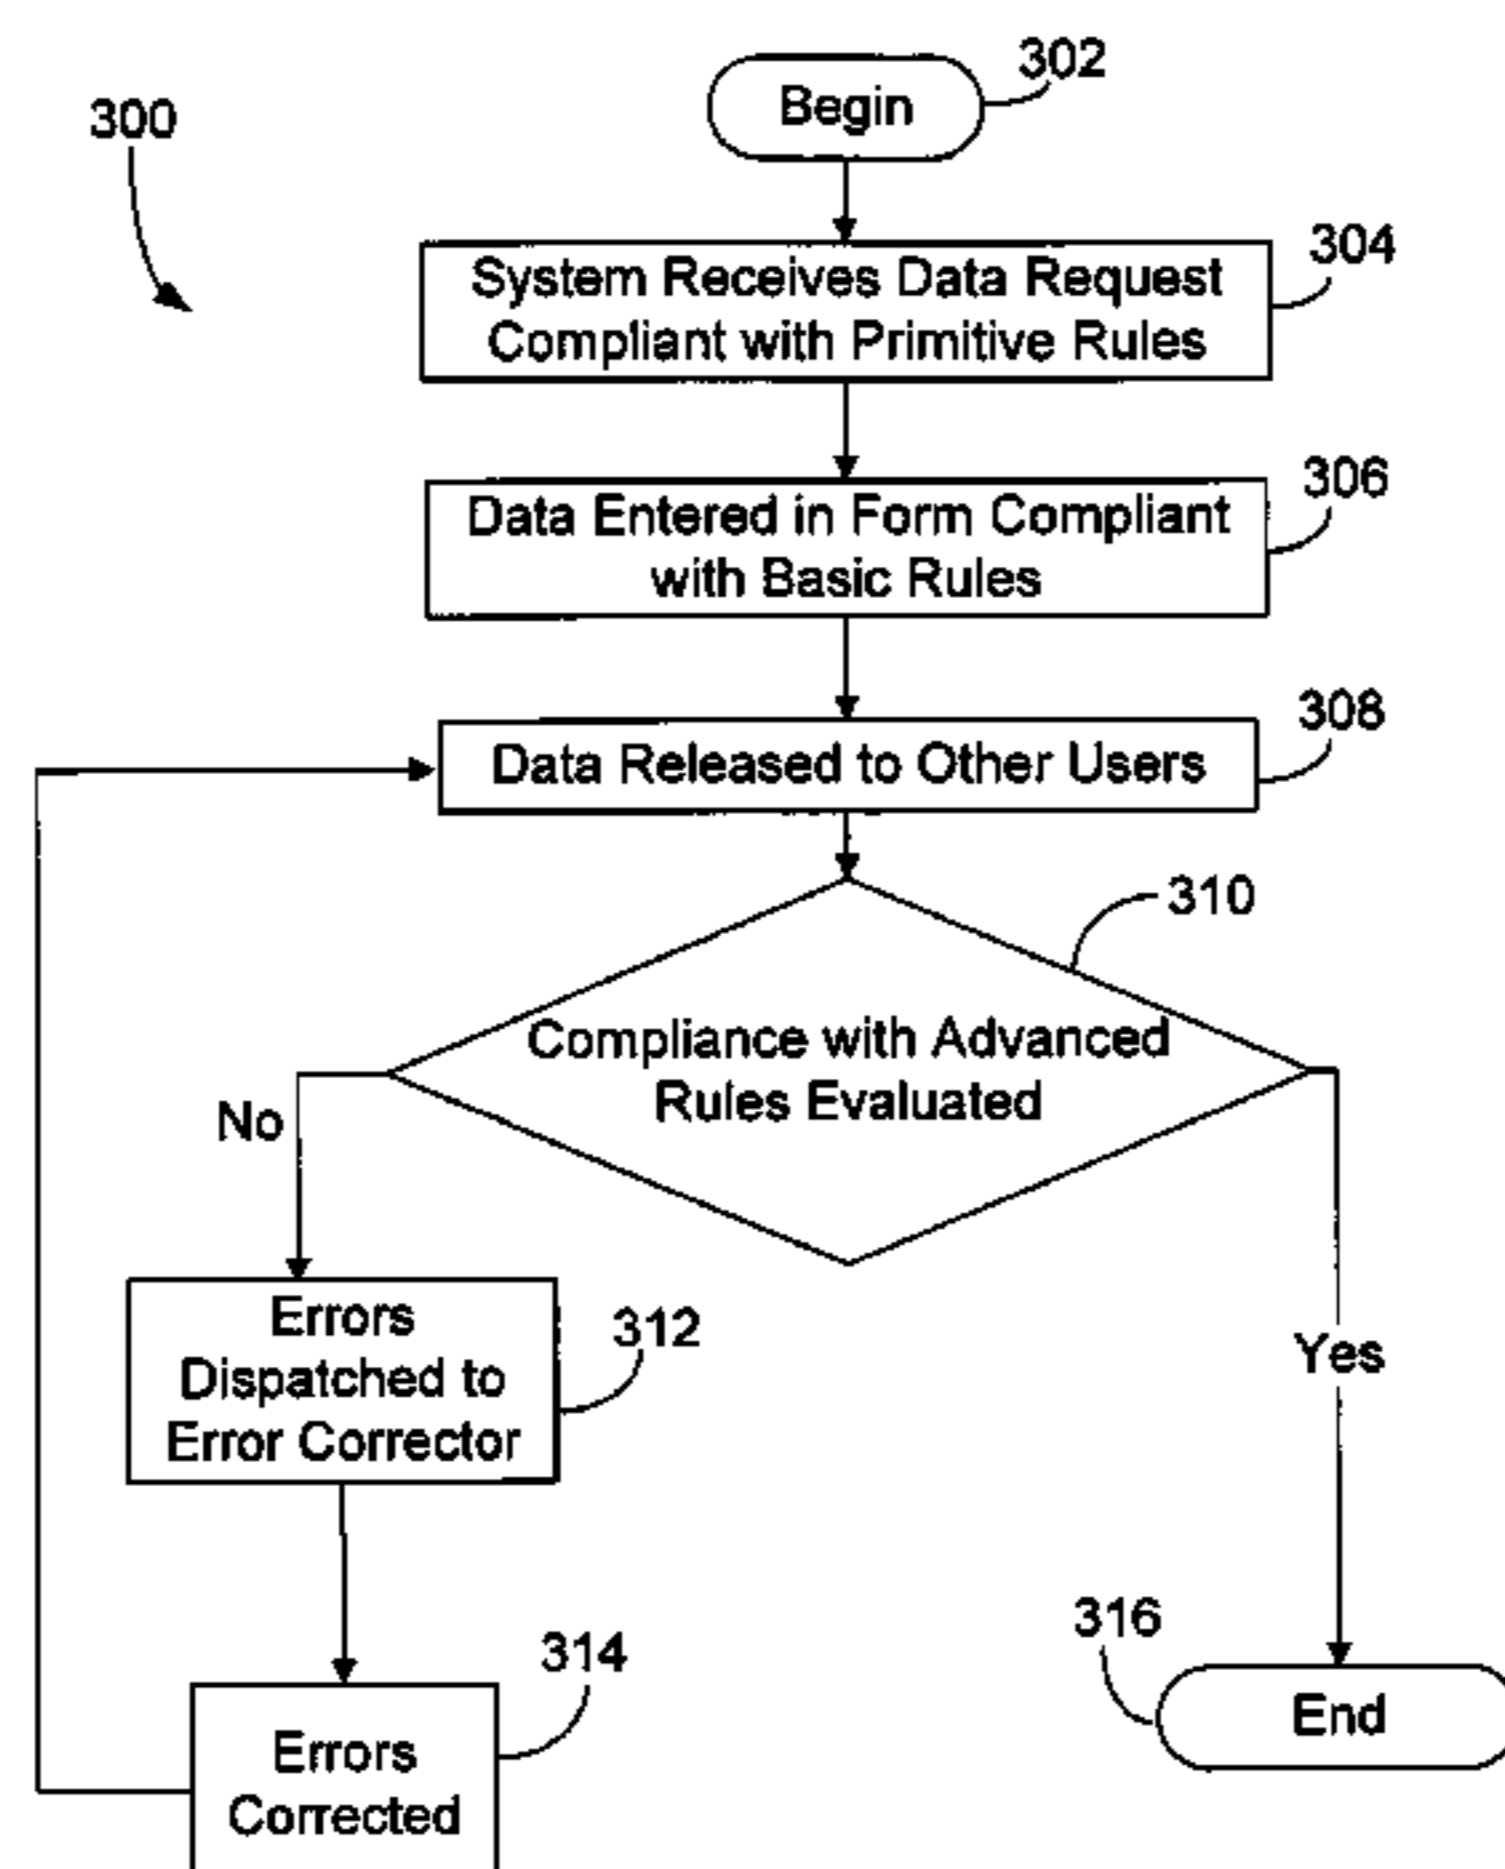 302
Begin
300
304
System Receives Data Request
Compliant with Primitive Rules
306
Data Entered in Form Compliant
with Basic Rules
308
Data Released to Other Users
310
Compliance with Advanced
Rules Evaluated
No
Errors
Dispatched to
Error Corrector
312
Yes
314
Errors
Corrected
316
End